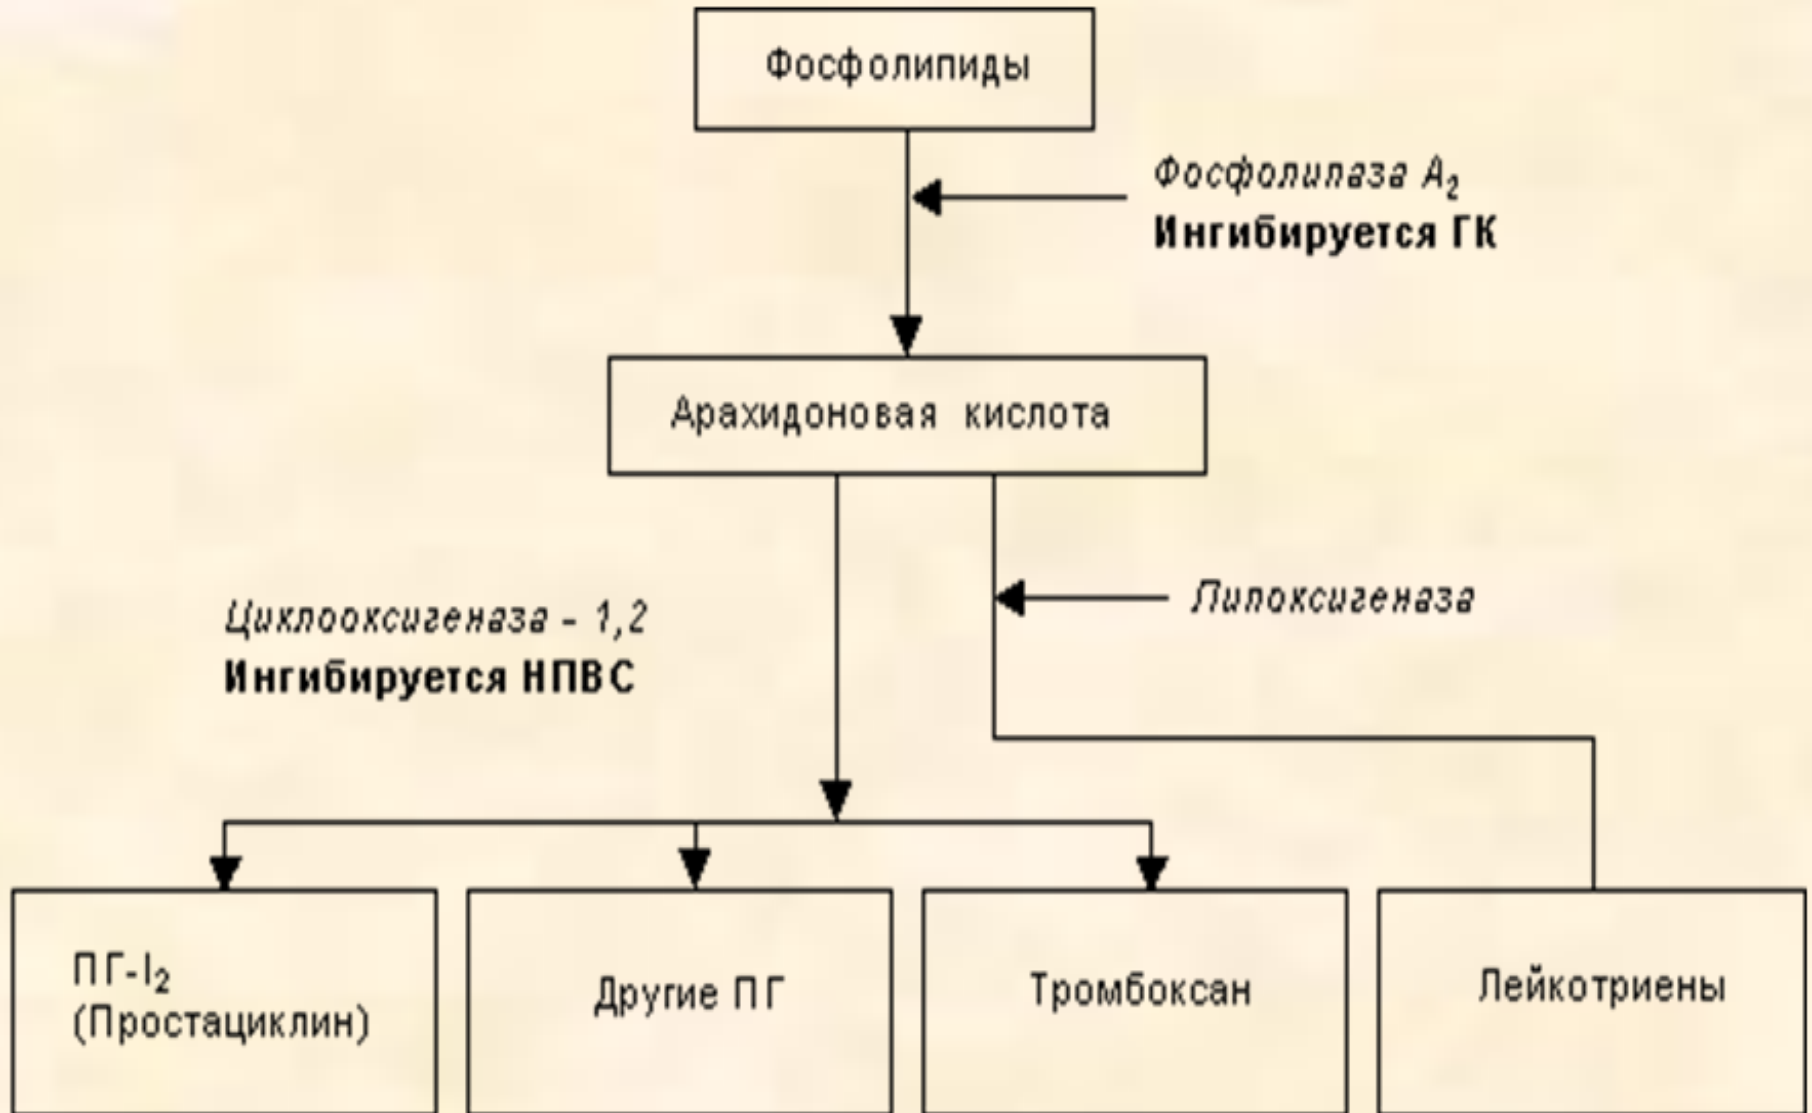 Фосфолипиды
Фосфолипаза А₂
Ингибируется ГК
Арахидоновая кислота
Липоксигеназа
Циклооксигеназа - 1,2
Ингибируется НПВС
ПГ-I₂
(Простациклин)
Другие ПГ
Тромбоксан
Лейкотриены